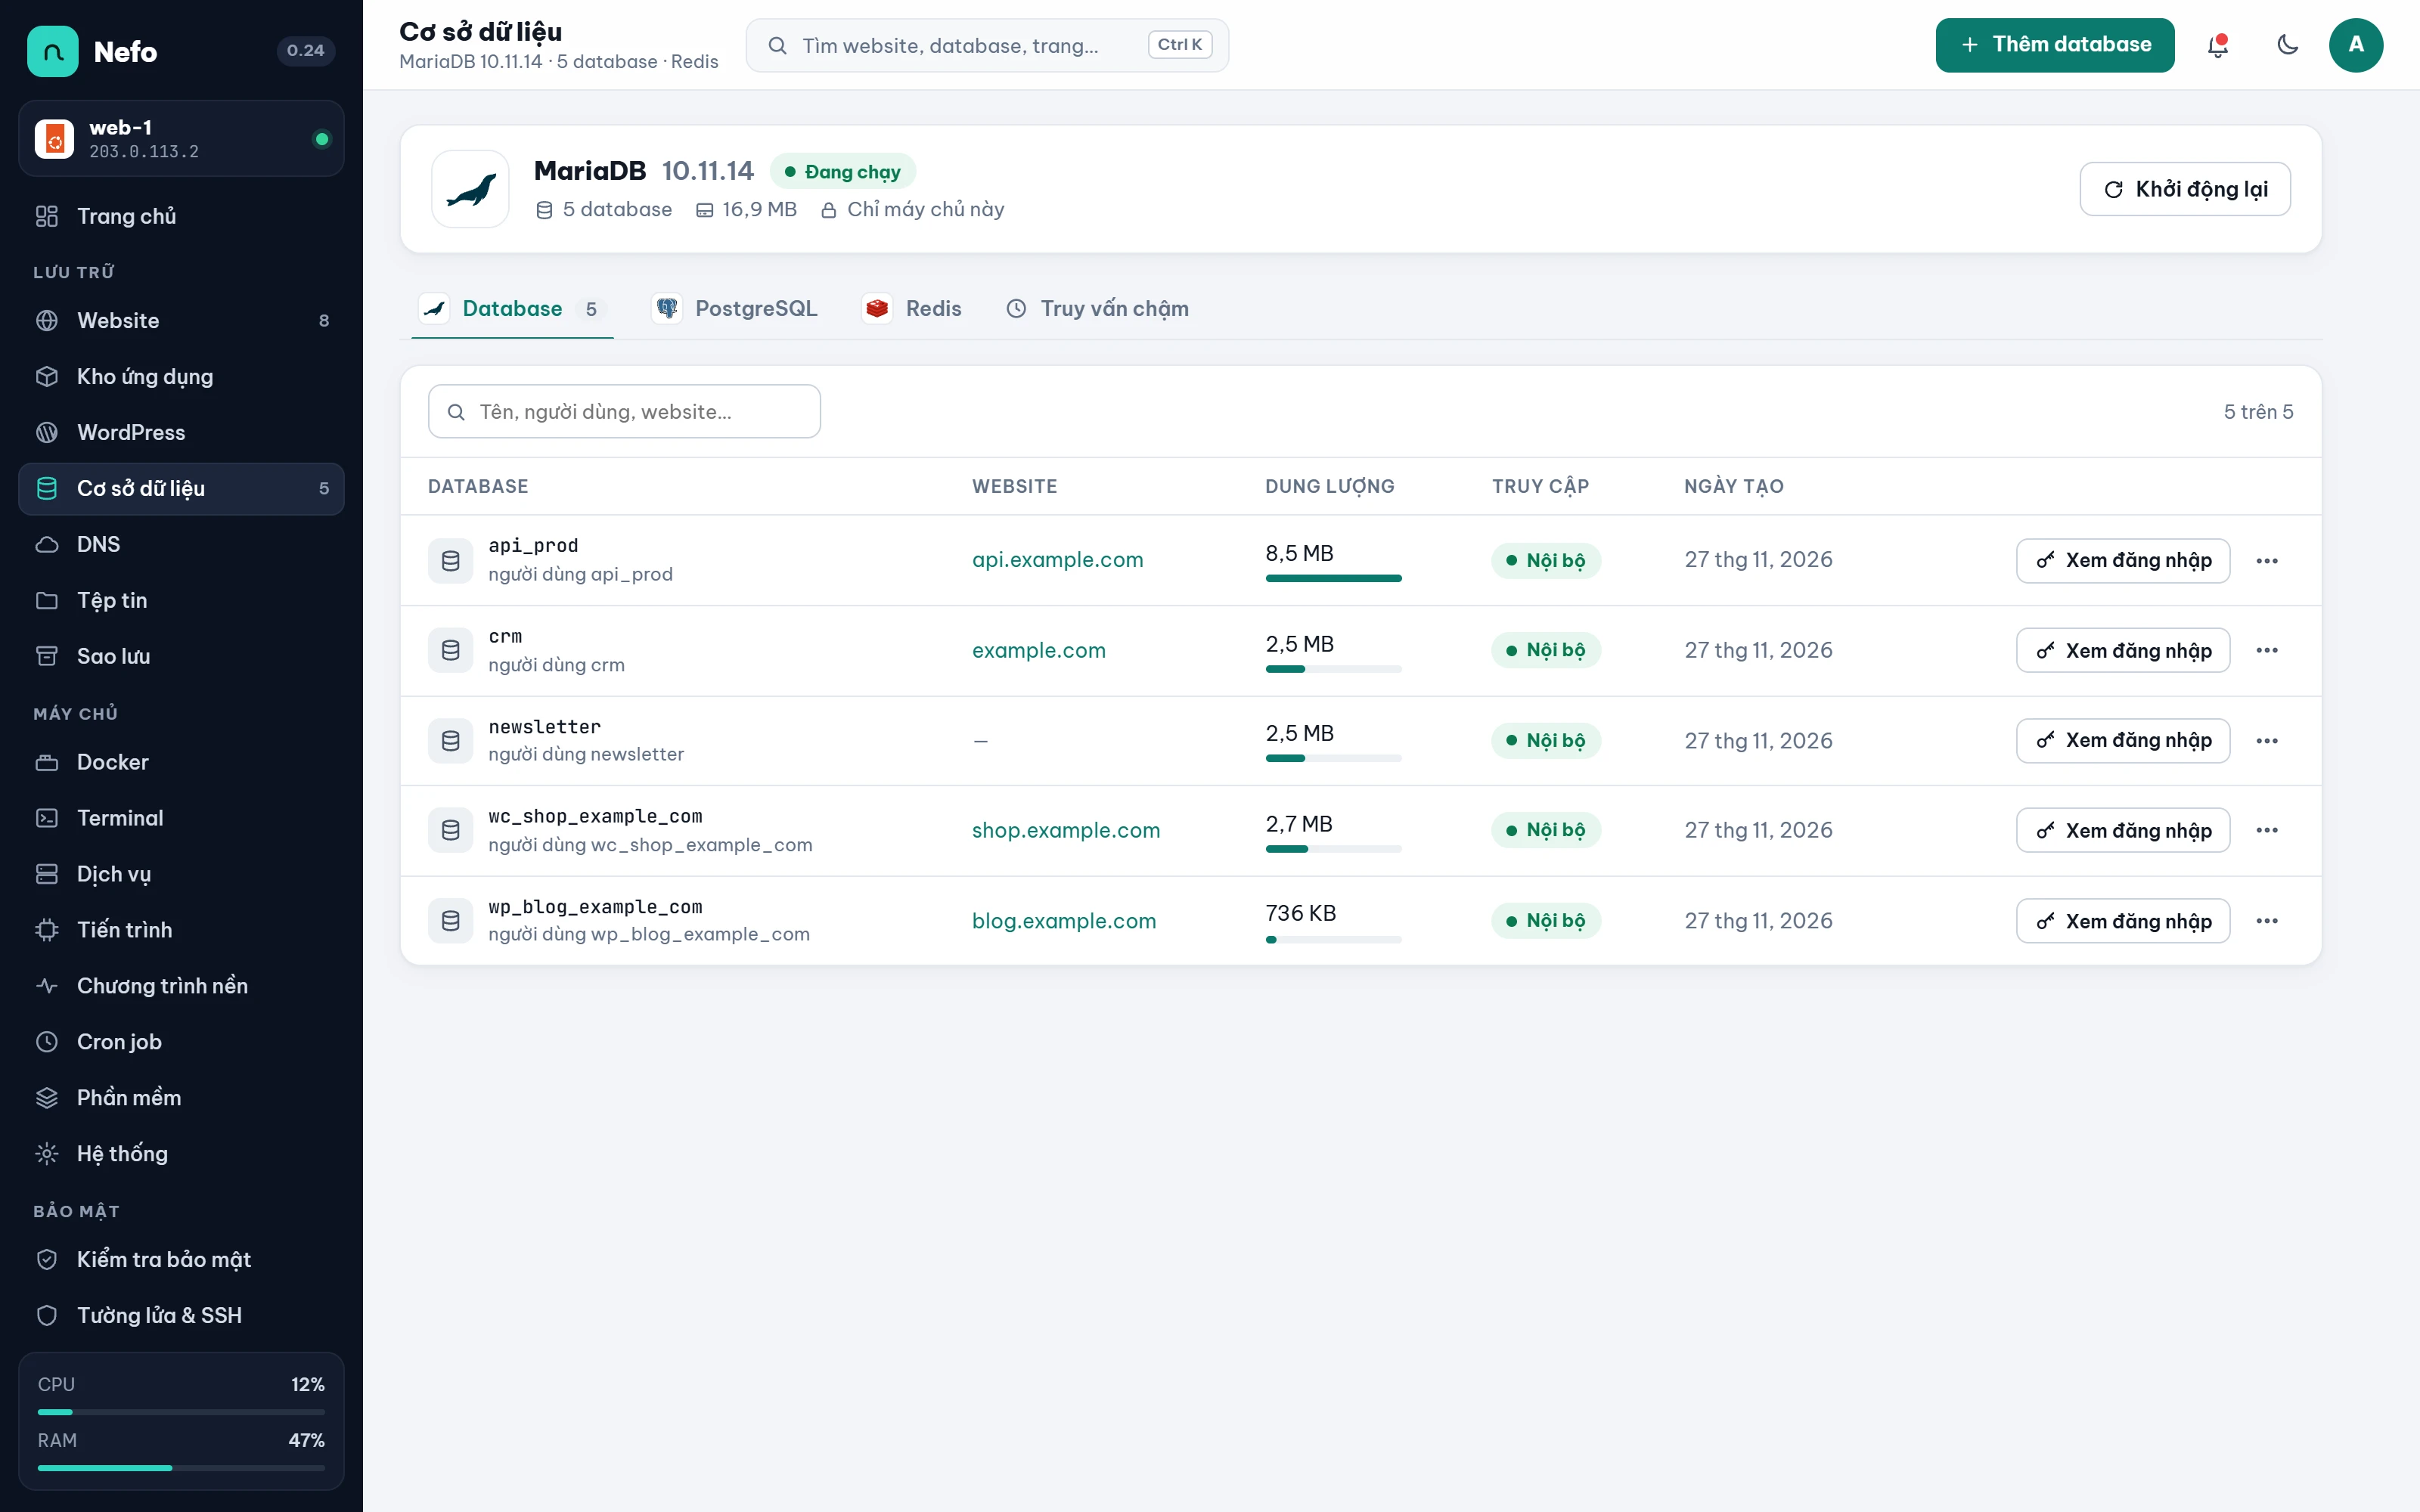 Nefo
0.24
web-1
203.0.113.2
Trang chủ
LƯU TRỮ
Website 8
Kho ứng dụng
WordPress
Cơ sở dữ liệu 5
DNS
Tệp tin
Sao lưu
MÁY CHỦ
Docker
Terminal
Dịch vụ
Tiến trình
Chương trình nền
Cron job
Phần mềm
Hệ thống
BẢO MẬT
Kiểm tra bảo mật
Tường lửa & SSH
CPU 12%
RAM 47%
Cơ sở dữ liệu
MariaDB 10.11.14 · 5 database · Redis
Tìm website, database, trang... Ctrl K
+ Thêm database
A
MariaDB 10.11.14 Đang chạy
5 database 16,9 MB Chỉ máy chủ này
Khởi động lại
Database 5 PostgreSQL Redis Truy vấn chậm
Tên, người dùng, website...
5 trên 5
DATABASE WEBSITE DUNG LƯỢNG TRUY CẬP NGÀY TẠO
api_prod
người dùng api_prod
api.example.com 8,5 MB Nội bộ 27 thg 11, 2026 Xem đăng nhập
crm
người dùng crm
example.com 2,5 MB Nội bộ 27 thg 11, 2026 Xem đăng nhập
newsletter
người dùng newsletter
— 2,5 MB Nội bộ 27 thg 11, 2026 Xem đăng nhập
wc_shop_example_com
người dùng wc_shop_example_com
shop.example.com 2,7 MB Nội bộ 27 thg 11, 2026 Xem đăng nhập
wp_blog_example_com
người dùng wp_blog_example_com
blog.example.com 736 KB Nội bộ 27 thg 11, 2026 Xem đăng nhập